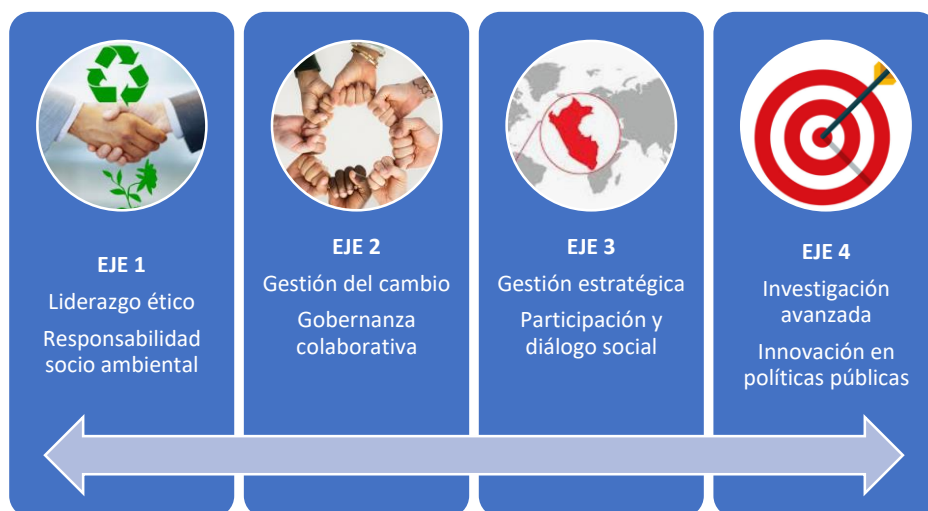 EJE 1
Liderazgo ético
Responsabilidad
socio ambiental
EJE 2
Gestión del cambio
Gobernanza
colaborativa
EJE 3
Gestión estratégica
Participación y
diálogo social
EJE 4
Investigación
avanzada
Innovación en
políticas públicas